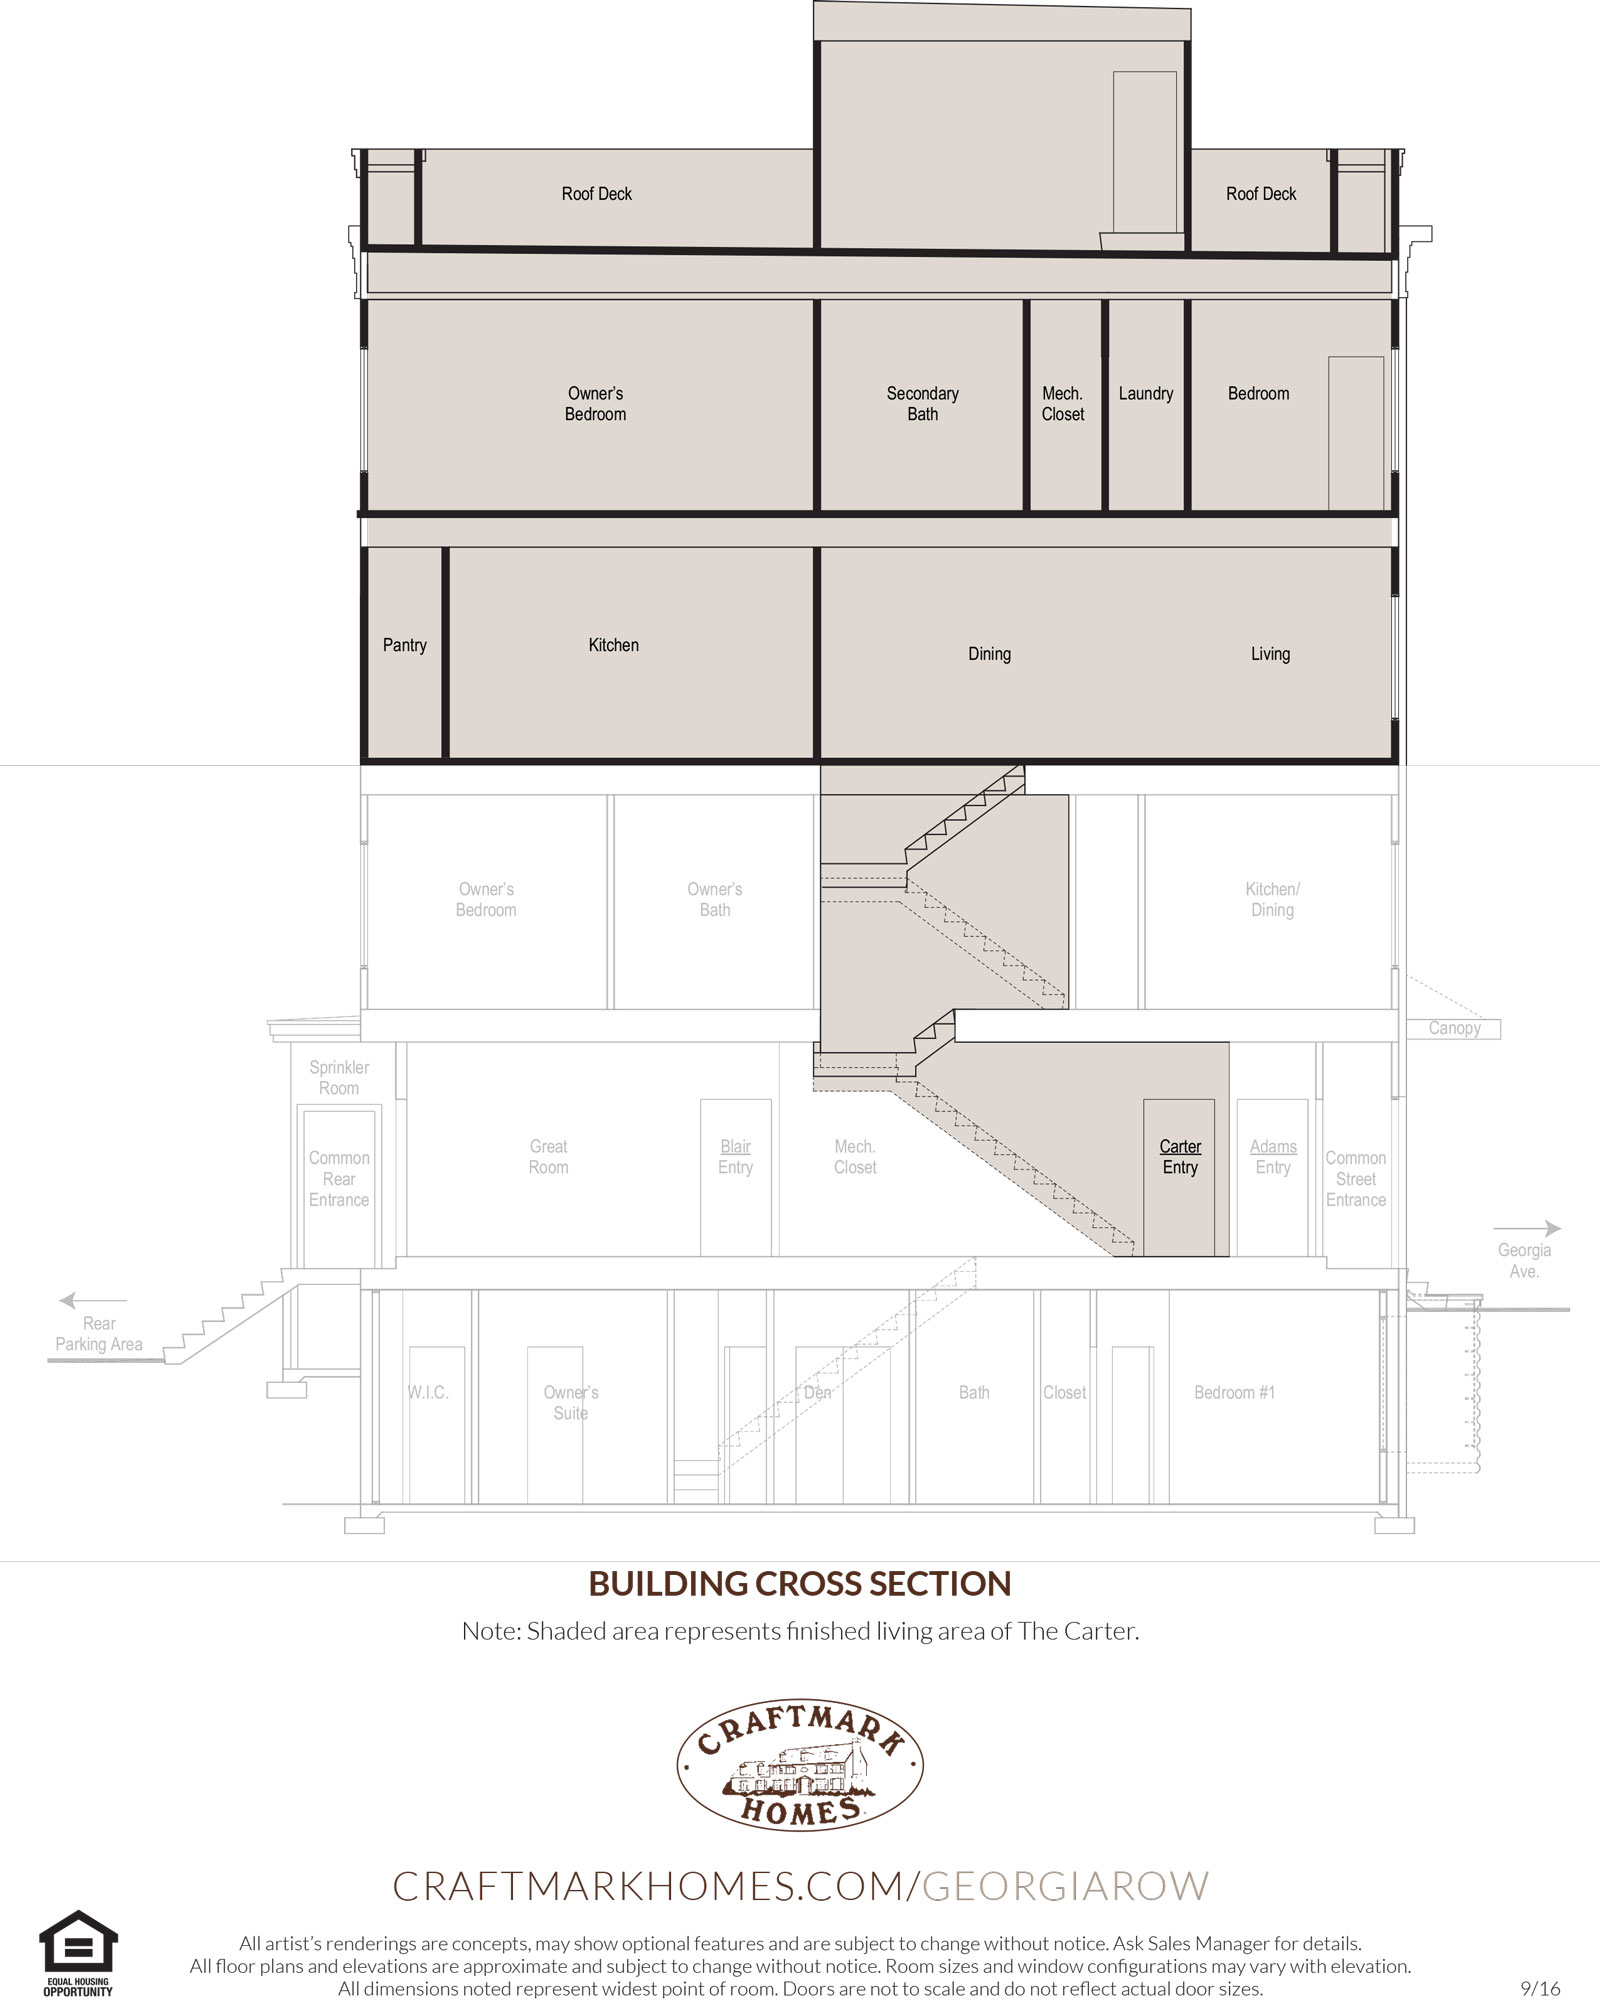 Roof Deck
Roof Deck
Owner's
Bedroom
Secondary
Bath
Mech.
Closet
Laundry
Bedroom
Pantry
Kitchen
Dining
Living
Owner's
Bedroom
Owner's
Bath
Kitchen/
Dining
Canopy
Sprinkler
Room
Common
Rear
Entrance
Great
Room
Blair
Entry
Mech.
Closet
Carter
Entry
Adams
Entry
Common
Street
Entrance
Georgia
Ave.
Rear
Parking Area
W.I.C.
Owner's
Suite
Den
Bath
Closet
Bedroom #1
BUILDING CROSS SECTION
Note: Shaded area represents finished living area of The Carter.
CRAFTMARK
HOMES
CRAFTMARKHOMES.COM/GEORGIAROW
EQUAL HOUSING
OPPORTUNITY
All artist's renderings are concepts, may show optional features and are subject to change without notice. Ask Sales Manager for details.
All floor plans and elevations are approximate and subject to change without notice. Room sizes and window configurations may vary with elevation.
All dimensions noted represent widest point of room. Doors are not to scale and do not reflect actual door sizes.
9/16